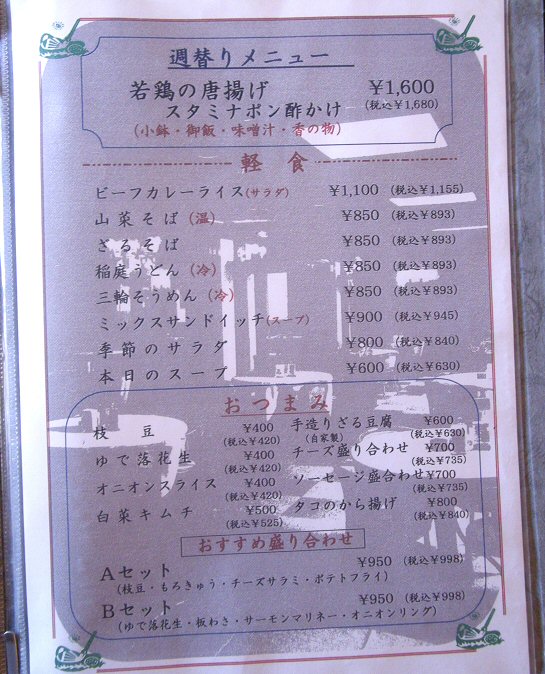 週替りメニュー
若鶏の唐揚げ ¥1,600
スタミナポン酢かけ (税込¥1,680)
(小鉢・御飯・味噌汁・香の物)
軽食
ビーフカレーライス(サラダ) ¥1,100 (税込¥1,155)
山菜そば(温) ¥850 (税込¥893)
ざるそば ¥850 (税込¥893)
稲庭うどん(冷) ¥850 (税込¥893)
三輪そうめん(冷) ¥850 (税込¥893)
ミックスサンドイッチ(スープ) ¥900 (税込¥945)
季節のサラダ ¥800 (税込¥840)
本日のスープ ¥600 (税込¥630)
おつまみ
枝豆 ¥400 (税込¥420)
ゆで落花生 ¥400 (税込¥420)
オニオンスライス ¥400 (税込¥420)
白菜キムチ ¥500 (税込¥525)
手造りざる豆腐 (自家製) ¥600 (税込¥630)
チーズ盛り合わせ ¥700 (税込¥735)
ソーセージ盛合わせ ¥700 (税込¥735)
タコのから揚げ ¥800 (税込¥840)
おすすめ盛り合わせ
Aセット ¥950 (税込¥998)
(枝豆・もろきゅう・チーズサラミ・ポテトフライ)
Bセット ¥950 (税込¥998)
(ゆで落花生・板わさ・サーモンマリネー・オニオンリング)